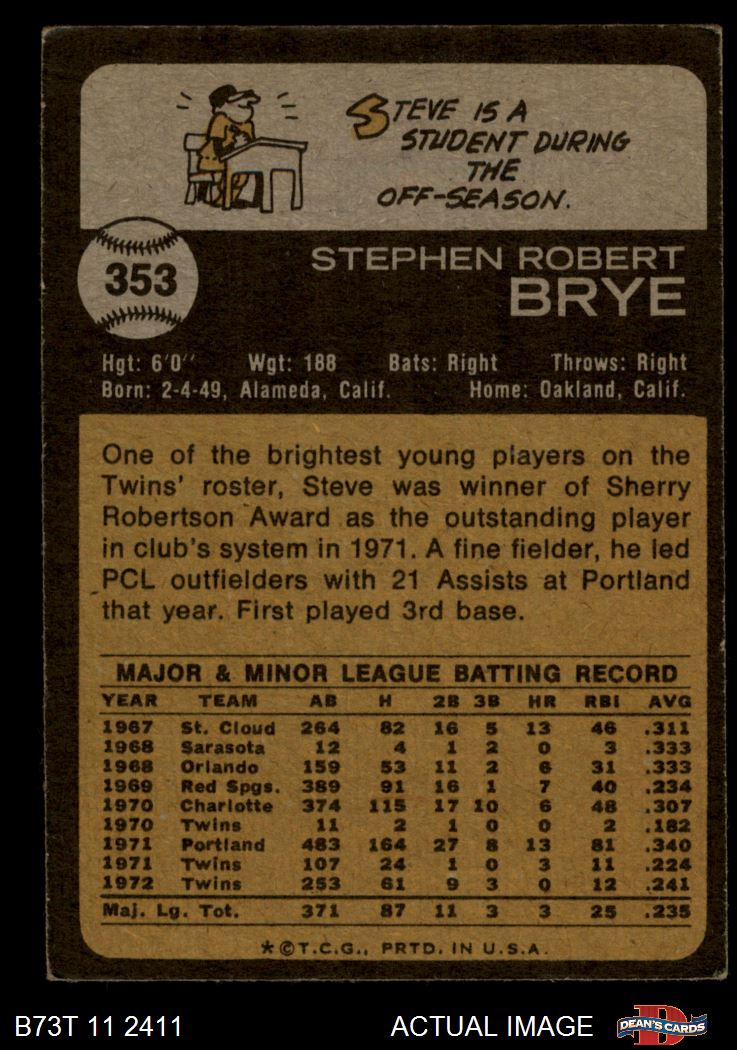 STEVE IS A
STUDENT DURING
THE
OFF-SEASON.
353
STEPHEN ROBERT
BRYE
Hgt: 6'0" Wgt: 188 Bats: Right Throws: Right
Born: 2-4-49, Alameda, Calif. Home: Oakland, Calif.
One of the brightest young players on the
Twins' roster, Steve was winner of Sherry
Robertson Award as the outstanding player
in club's system in 1971. A fine fielder, he led
PCL outfielders with 21 Assists at Portland
that year. First played 3rd base.
MAJOR & MINOR LEAGUE BATTING RECORD
YEAR TEAM AB H 2B 3B HR RBI AVG
1967 St. Cloud 264 82 16 5 13 46 .311
1968 Sarasota 12 4 1 2 0 3 .333
1968 Orlando 159 53 11 2 6 31 .333
1969 Red Spgs. 389 91 16 1 7 40 .234
1970 Charlotte 374 115 17 10 6 48 .307
1970 Twins 11 2 1 0 0 2 .182
1971 Portland 483 164 27 8 13 81 .340
1971 Twins 107 24 1 0 3 11 .224
1972 Twins 253 61 9 3 0 12 .241
Maj. Lg. Tot. 371 87 11 3 3 25 .235
*©T.C.G., PRTD. IN U.S.A.
B73T 11 2411 ACTUAL IMAGE D DEAN'S CARDS